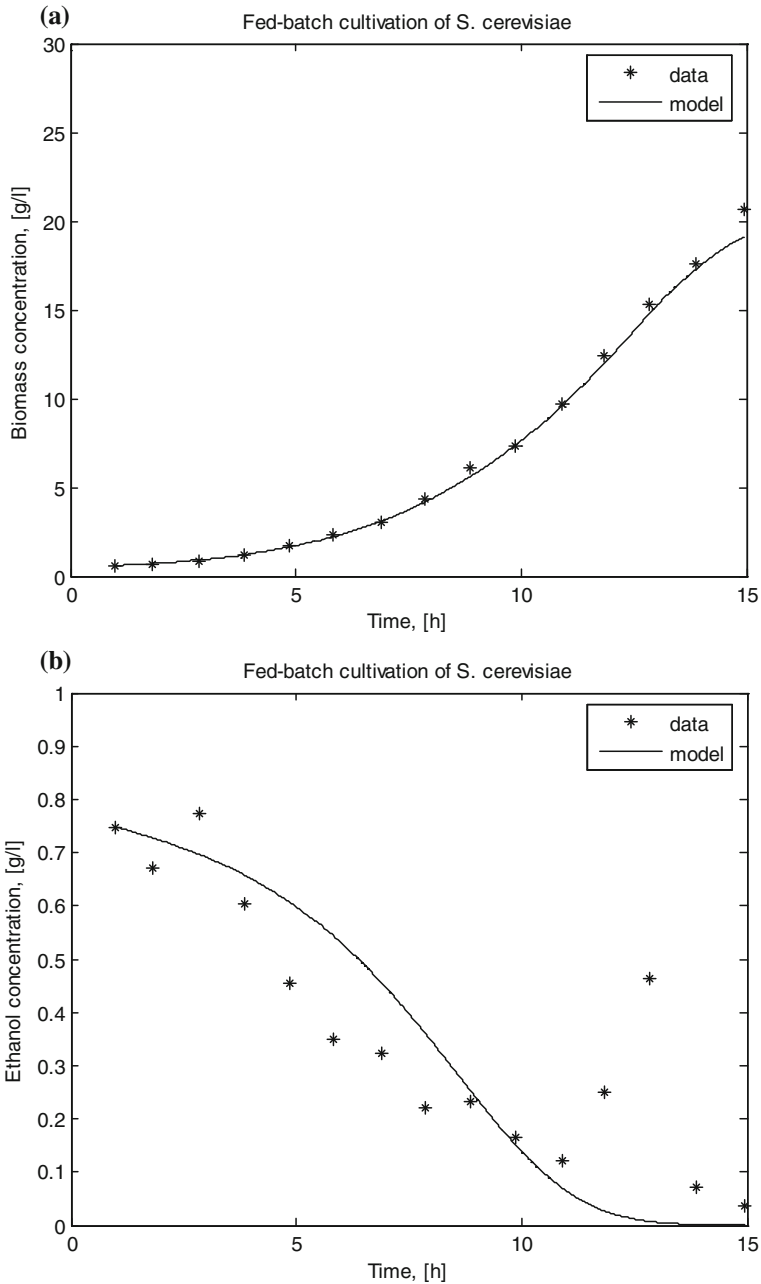 (a)
Fed-batch cultivation of S. cerevisiae
30
data
model
25
20
15
10
5
0
Biomass concentration, [g/l]
0 5 10 15
Time, [h]
(b)
Fed-batch cultivation of S. cerevisiae
1
data
model
0.9
0.8
0.7
0.6
0.5
0.4
0.3
0.2
0.1
0
Ethanol concentration, [g/l]
0 5 10 15
Time, [h]